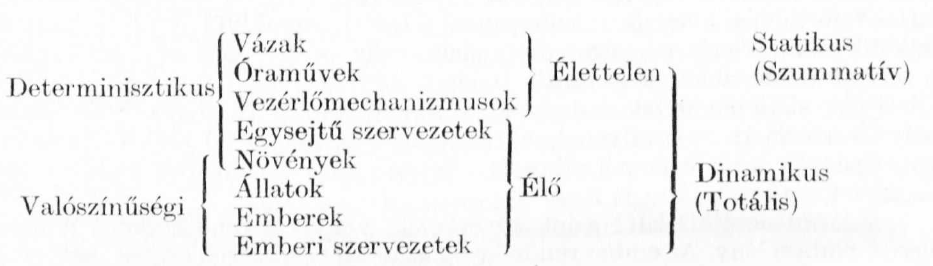 Vázak Statikus
Óraművek Élettelen (Szummatív)
Determinisztikus
Vezérlőmechanizmusok
Egysejtű szervezetek
Növények
Állatok Élő Dinamikus
Valószínűségi (Totális)
Emberek
Emberi szervezetek